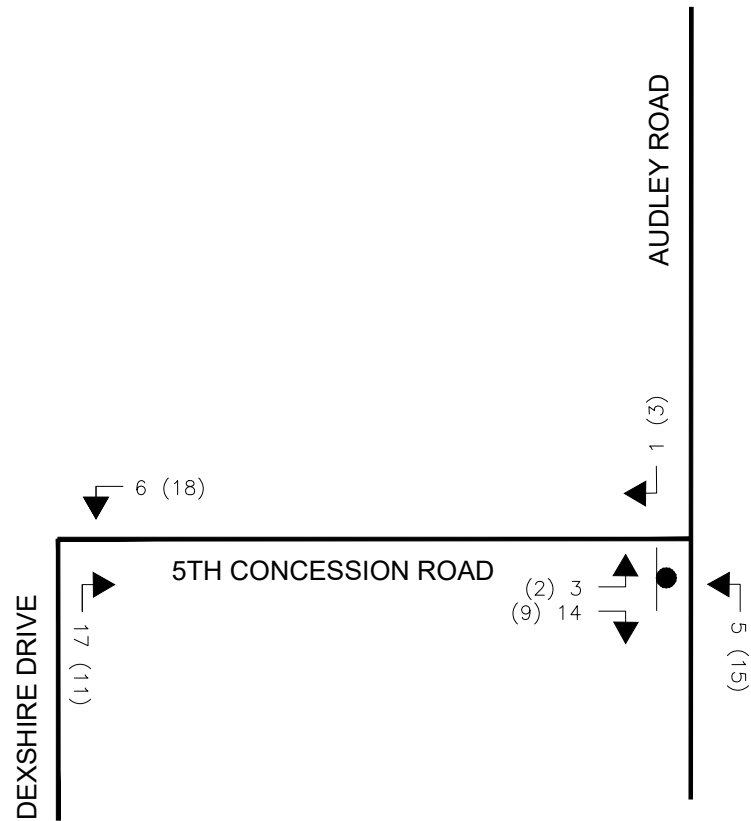 AUDLEY ROAD
1 (3)
6 (18)
5TH CONCESSION ROAD
(2) 3
(9) 14
5 (15)
17 (11)
DEXSHIRE DRIVE